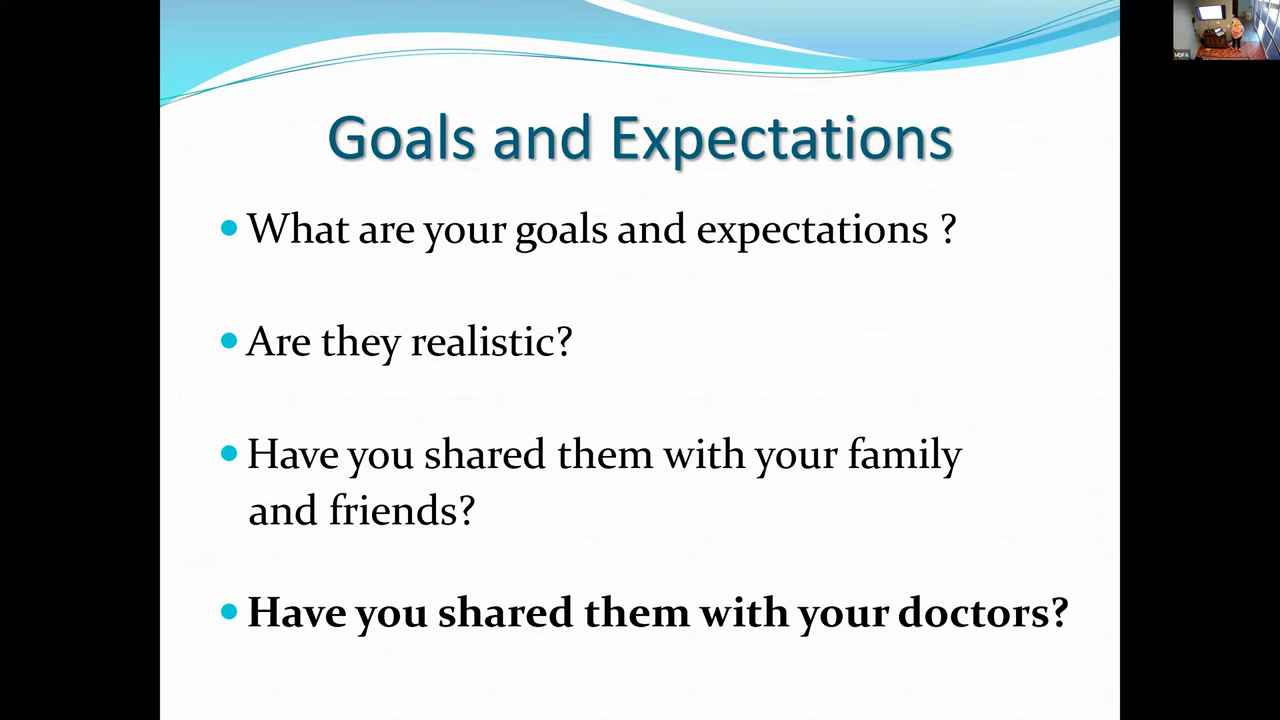 MDFA
Goals and Expectations
What are your goals and expectations ?
Are they realistic?
Have you shared them with your family
and friends?
Have you shared them with your doctors?